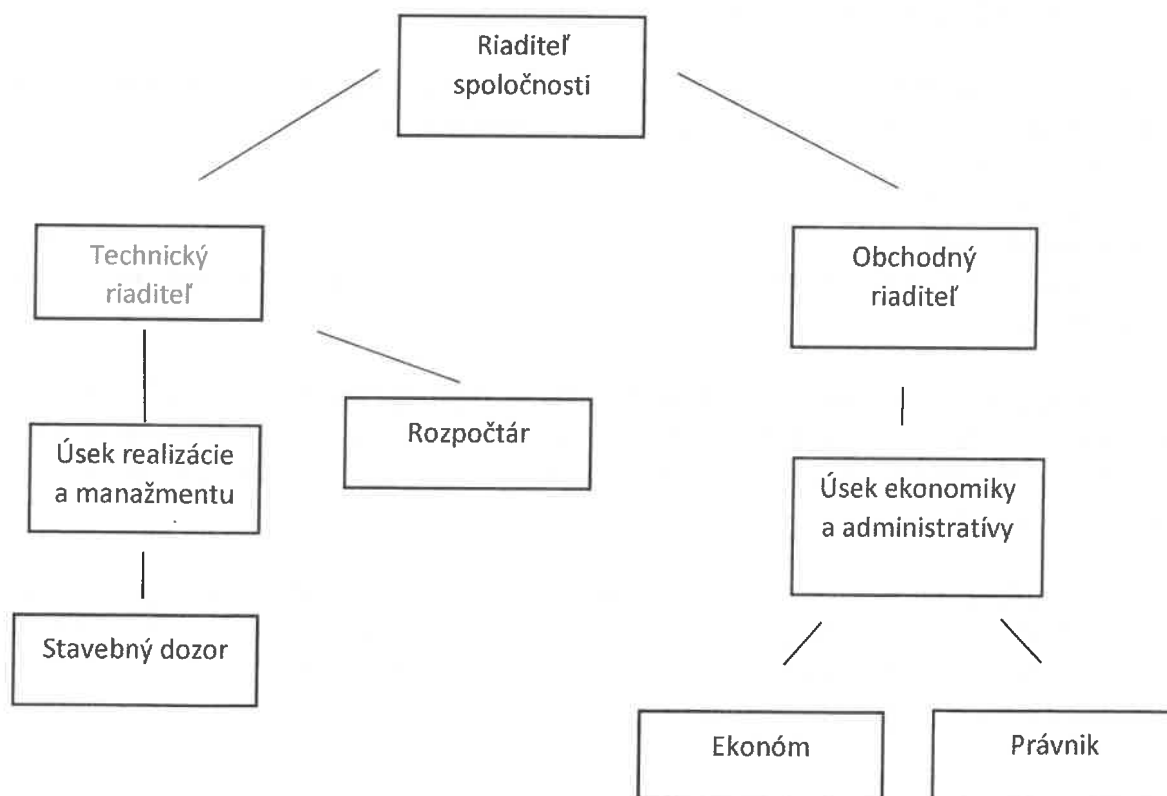 Riaditeľ
spoločnosti
Technický
riaditeľ
Obchodný
riaditeľ
Úsek realizácie
a manažmentu
Rozpočtár
Úsek ekonomiky
a administratívy
Stavebný dozor
Ekonóm
Právnik